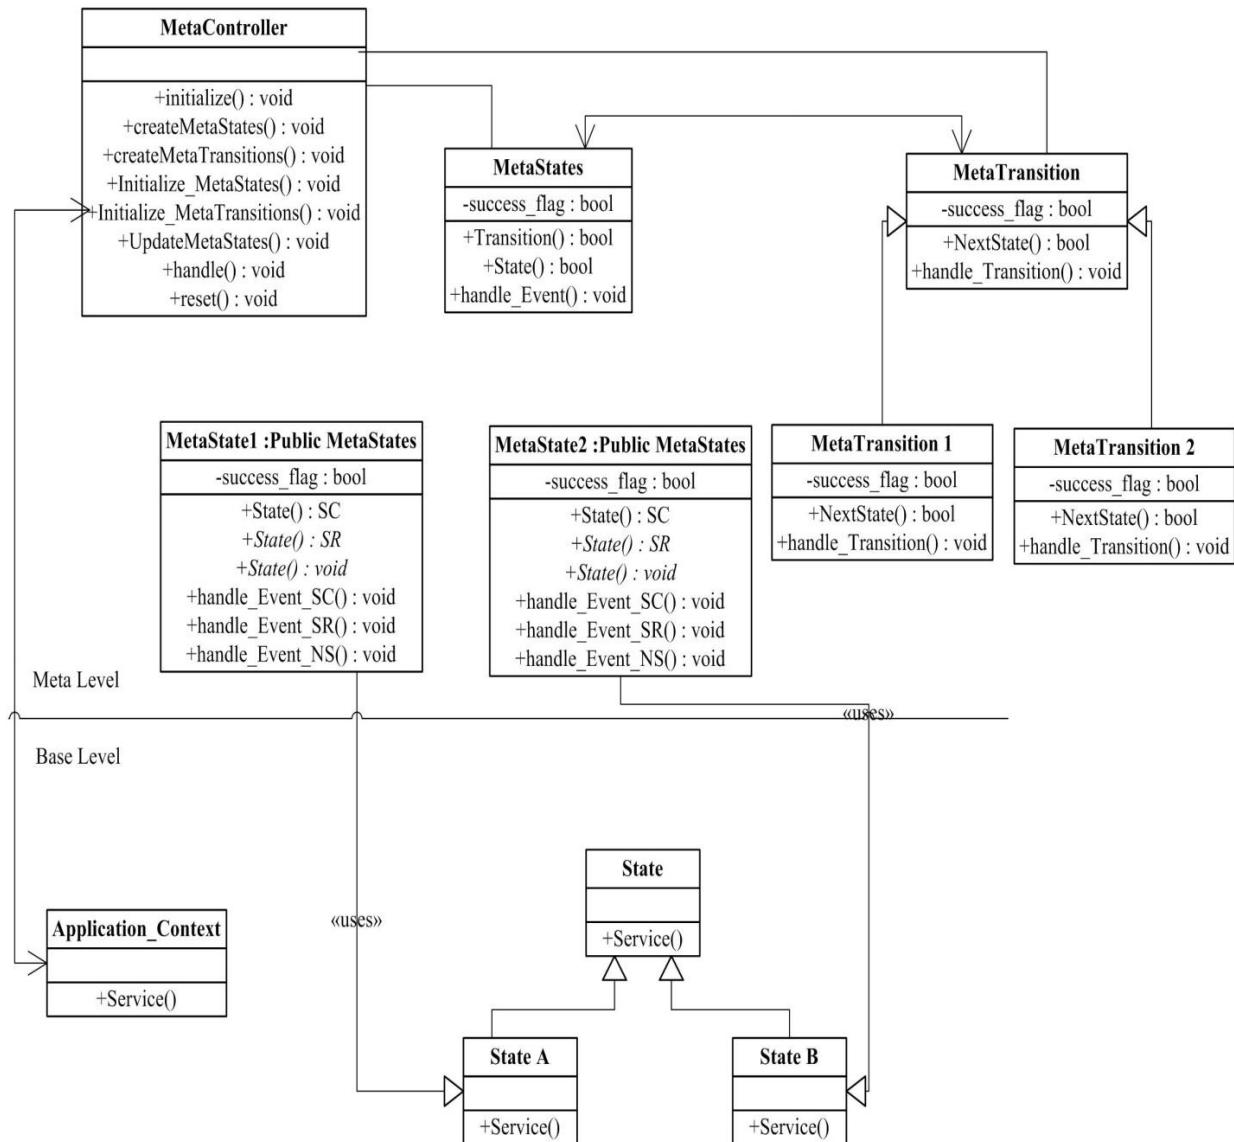 MetaController
+initialize() : void
+createMetaStates() : void
+createMetaTransitions() : void
+Initialize_MetaStates() : void
+Initialize_MetaTransitions() : void
+UpdateMetaStates() : void
+handle() : void
+reset() : void
MetaStates
-success_flag : bool
+Transition() : bool
+State() : bool
+handle_Event() : void
MetaTransition
-success_flag : bool
+NextState() : bool
+handle_Transition() : void
MetaState1 :Public MetaStates
-success_flag : bool
+State() : SC
+State() : SR
+State() : void
+handle_Event_SC() : void
+handle_Event_SR() : void
+handle_Event_NS() : void
MetaState2 :Public MetaStates
-success_flag : bool
+State() : SC
+State() : SR
+State() : void
+handle_Event_SC() : void
+handle_Event_SR() : void
+handle_Event_NS() : void
MetaTransition 1
-success_flag : bool
+NextState() : bool
+handle_Transition() : void
MetaTransition 2
-success_flag : bool
+NextState() : bool
+handle_Transition() : void
Meta Level
«uses»
Base Level
State
+Service()
Application_Context
+Service()
«uses»
State A
+Service()
State B
+Service()